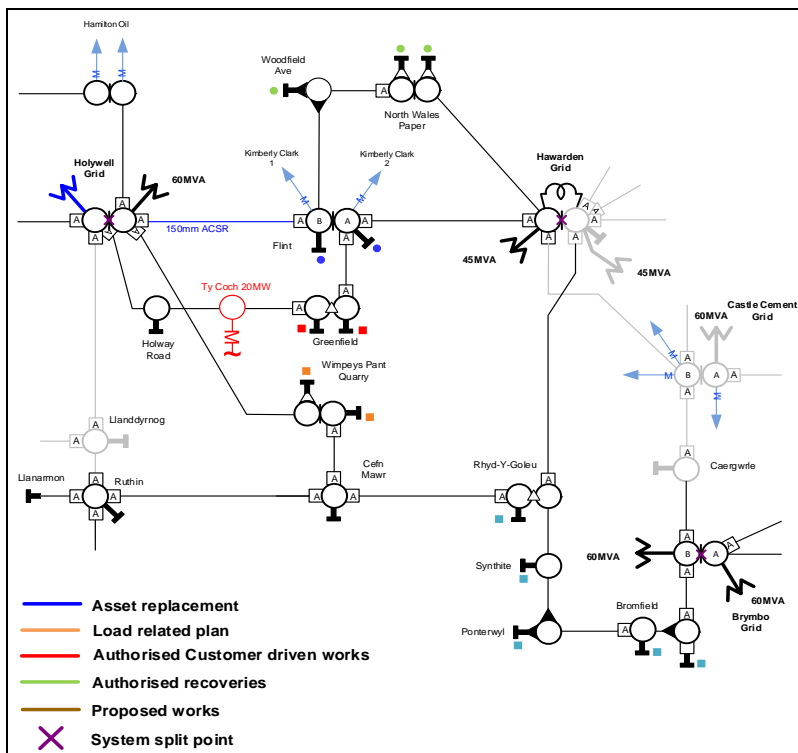 Hamilton Oil
M
M
Woodfield
Ave
A
North Wales
Paper
Kimberly Clark
1
Kimberly Clark
2
Holywell
Grid
60MVA
Hawarden
Grid
M
M
A
A
A
A
A
A
150mm ACSR
A
B
A
A
A
A
A
A
A
Flint
45MVA
45MVA
A
Ty Coch 20MW
A
A
M
~
Holway
Road
Greenfield
60MVA
Castle Cement
Grid
M
M
A
B
A
A
M
Wimpeys Pant
Quarry
Llanddyrnog
A
A
A
Caergwrle
Cefn
Mawr
Rhyd-Y-Goleu
Llanarmon
A
A
A
A
Ruthin
A
A
A
A
A
60MVA
A
B
A
A
A
Synthite
60MVA
Brymbo
Grid
Bromfield
Ponterwyl
A
A
Asset replacement
Load related plan
Authorised Customer driven works
Authorised recoveries
Proposed works
System split point